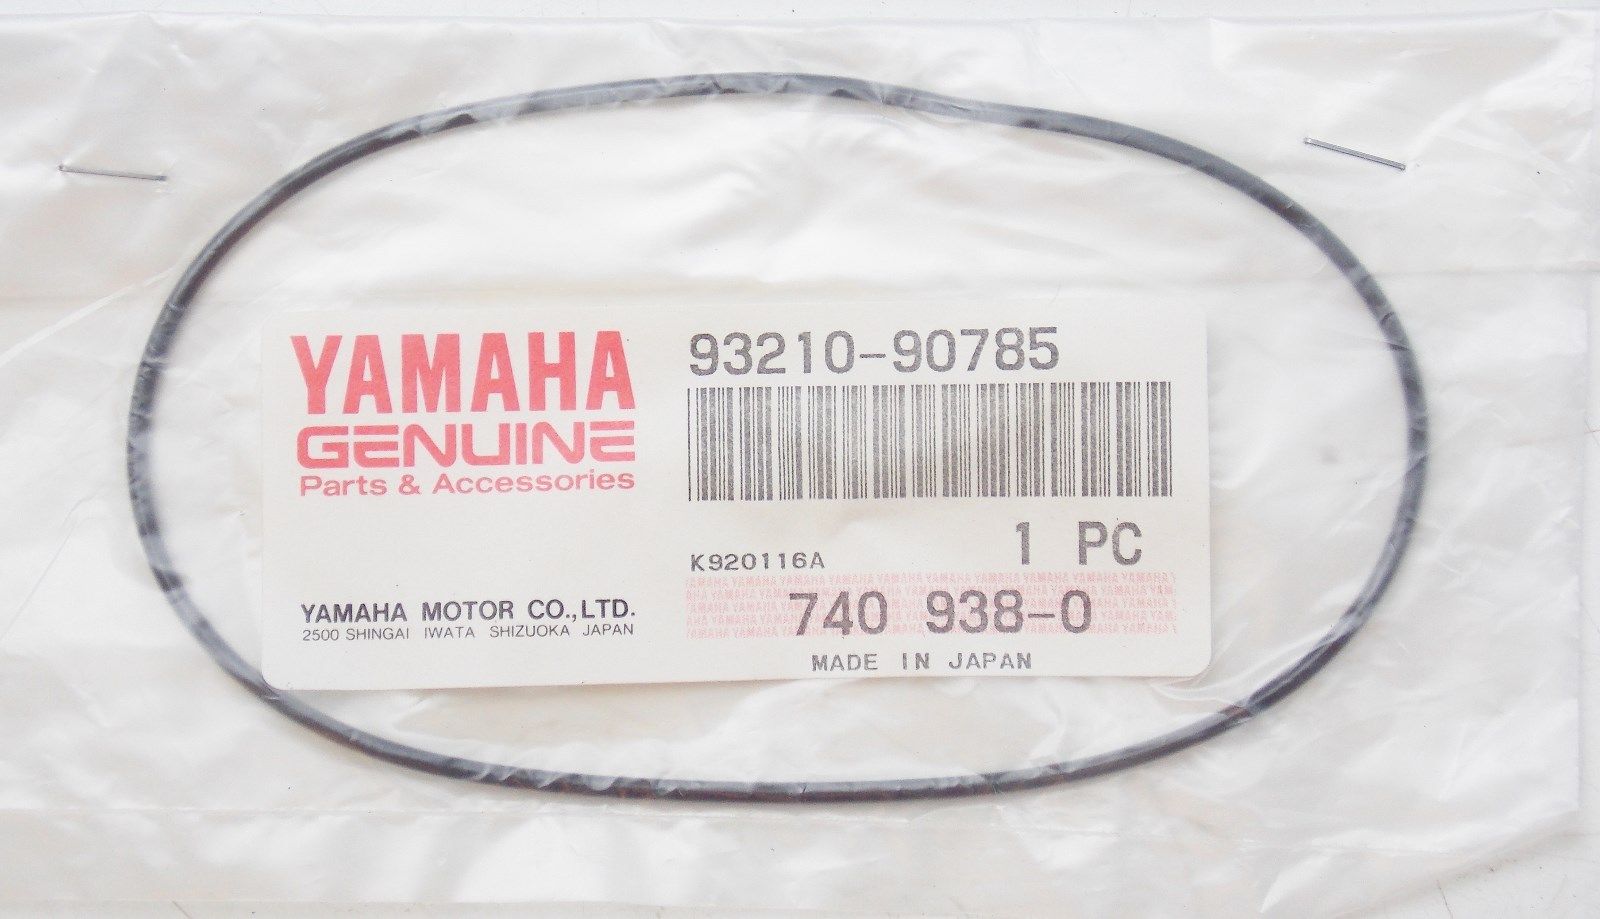 YAMAHA
GENUINE
Parts & Accessories
YAMAHA MOTOR CO.,LTD.
2500 SHINGAI IWATA SHIZUOKA JAPAN
93210-90785
1 PC
K920116A
740 938-0
MADE IN JAPAN